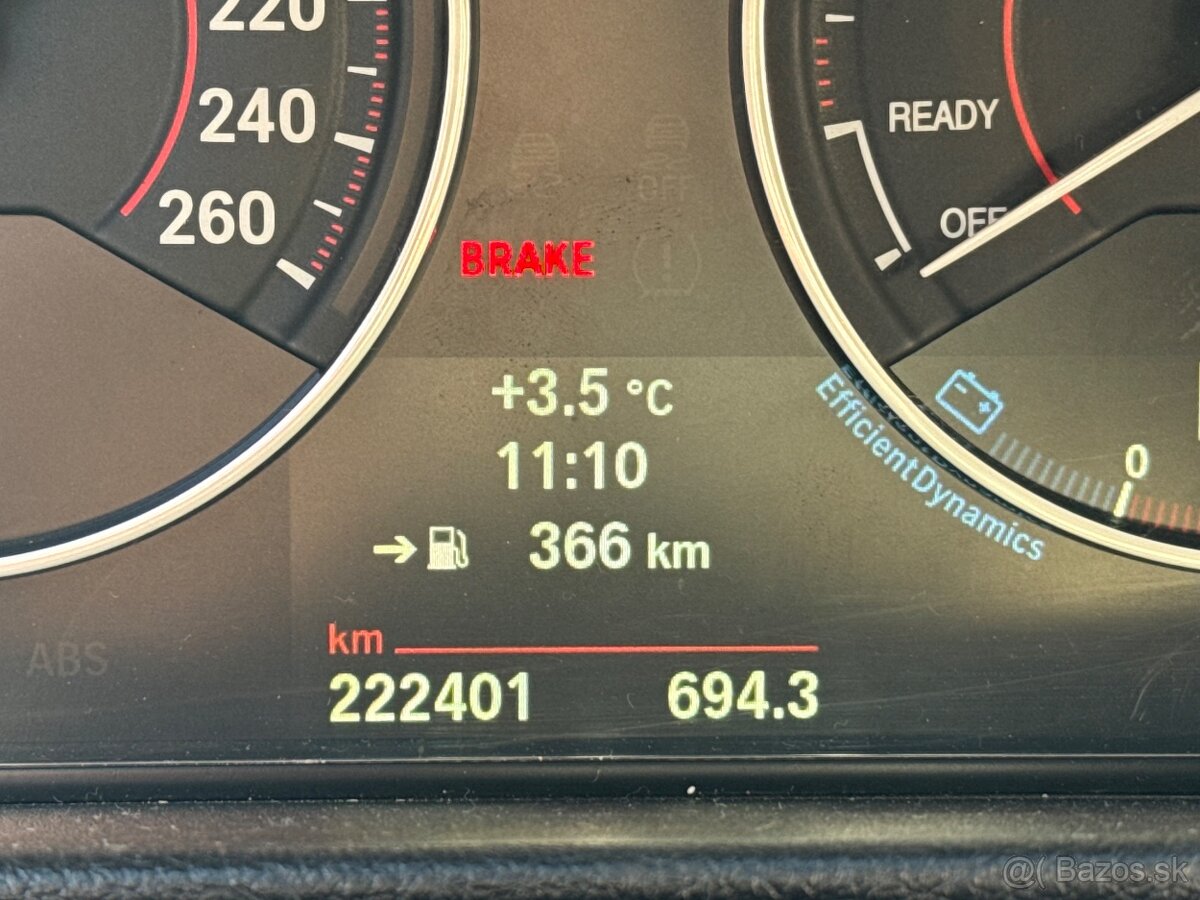 220
240
260
READY
OFF
OFF
BRAKE
+3.5 °C
11:10
366 km
EfficientDynamics
0
ABS
km
222401 694.3
@( Bazos.sk